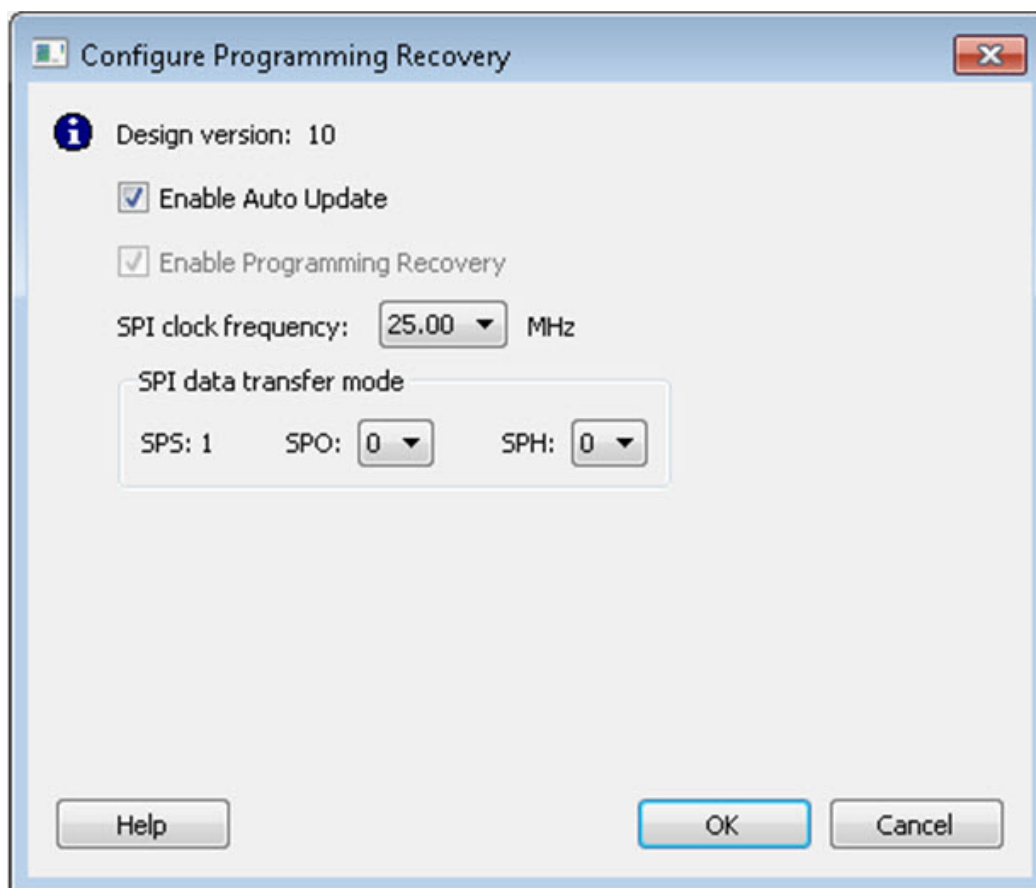 Configure Programming Recovery
Design version: 10
Enable Auto Update
Enable Programming Recovery
SPI clock frequency: 25.00 MHz
SPI data transfer mode
SPS: 1 SPO: 0 SPH: 0
Help OK Cancel